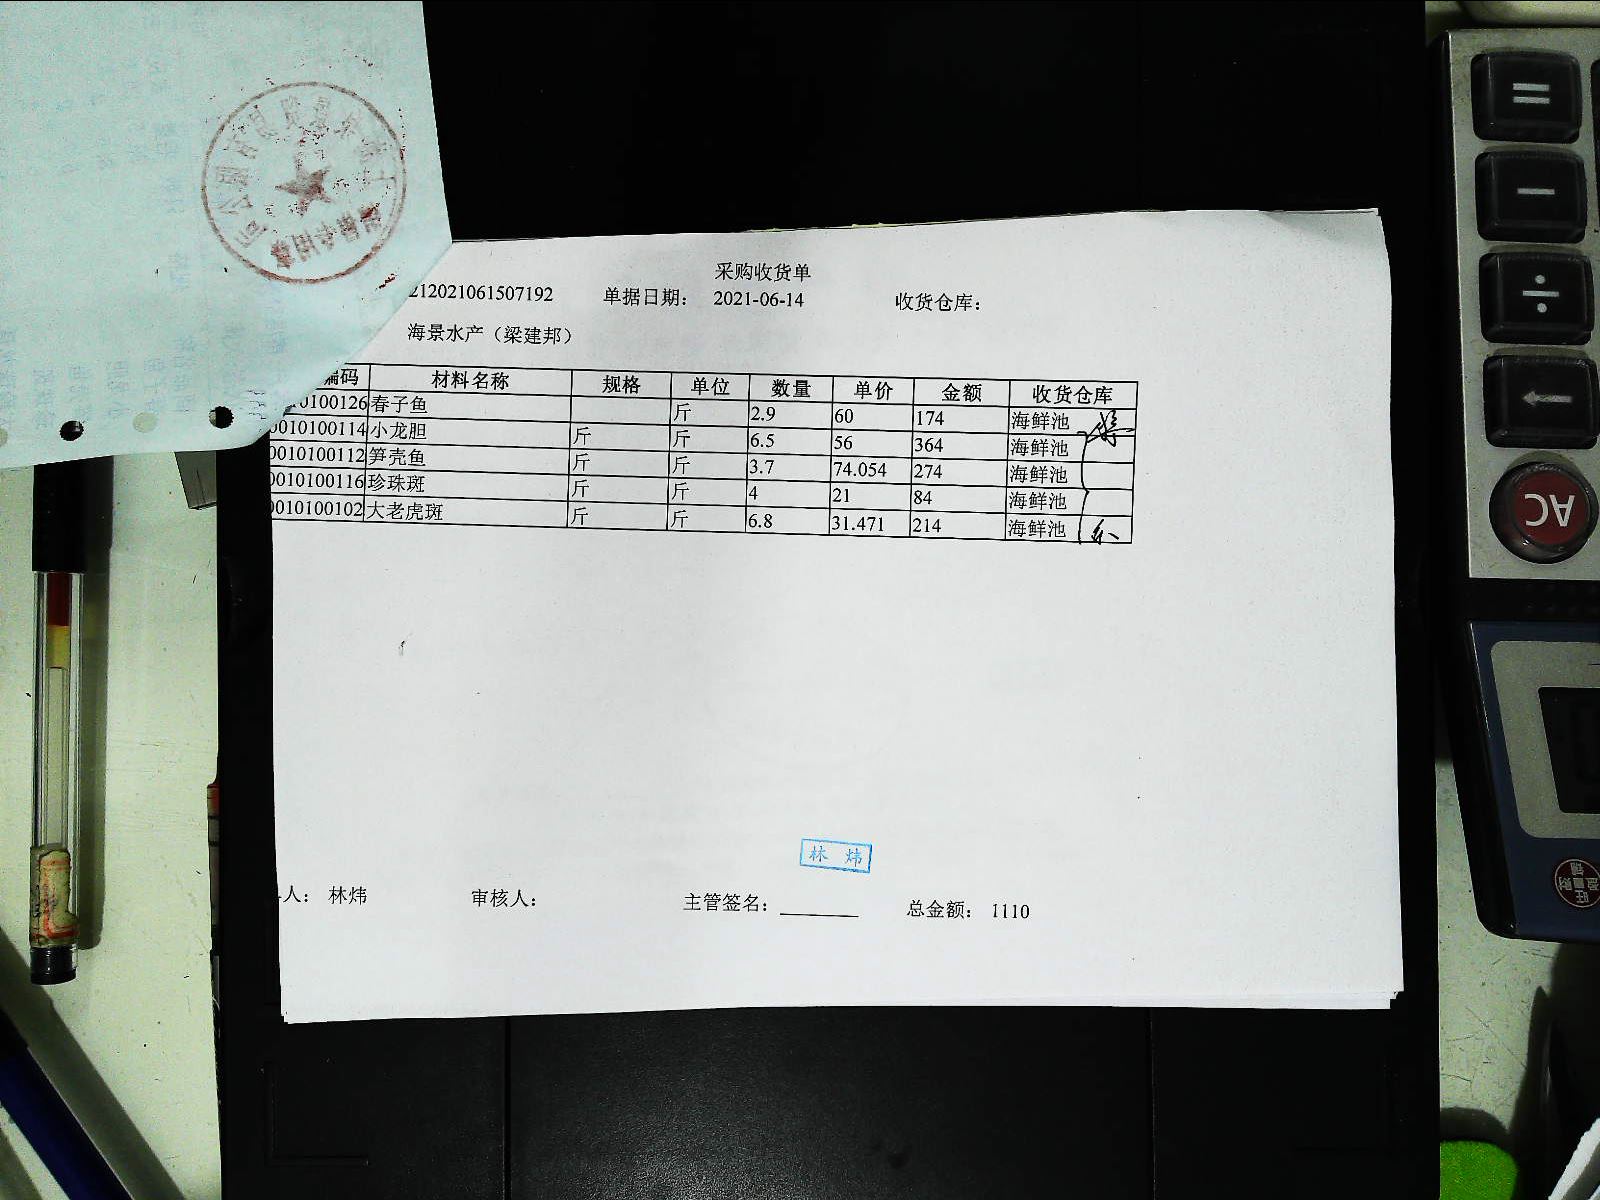 采购收货单
212021061507192 单据日期： 2021-06-14 收货仓库：
海景水产（梁建邦）
编码 材料名称 规格 单位 数量 单价 金额 收货仓库
0100126 春子鱼 斤 2.9 60 174 海鲜池
0010100114 小龙胆 斤 斤 6.5 56 364 海鲜池
0010100112 笋壳鱼 斤 斤 3.7 74.054 274 海鲜池
0010100116 珍珠斑 斤 斤 4 21 84 海鲜池
0010100102 大老虎斑 斤 斤 6.8 31.471 214 海鲜池
林 炜
人： 林炜 审核人： 主管签名： 总金额： 1110
=
−
÷
←
AC